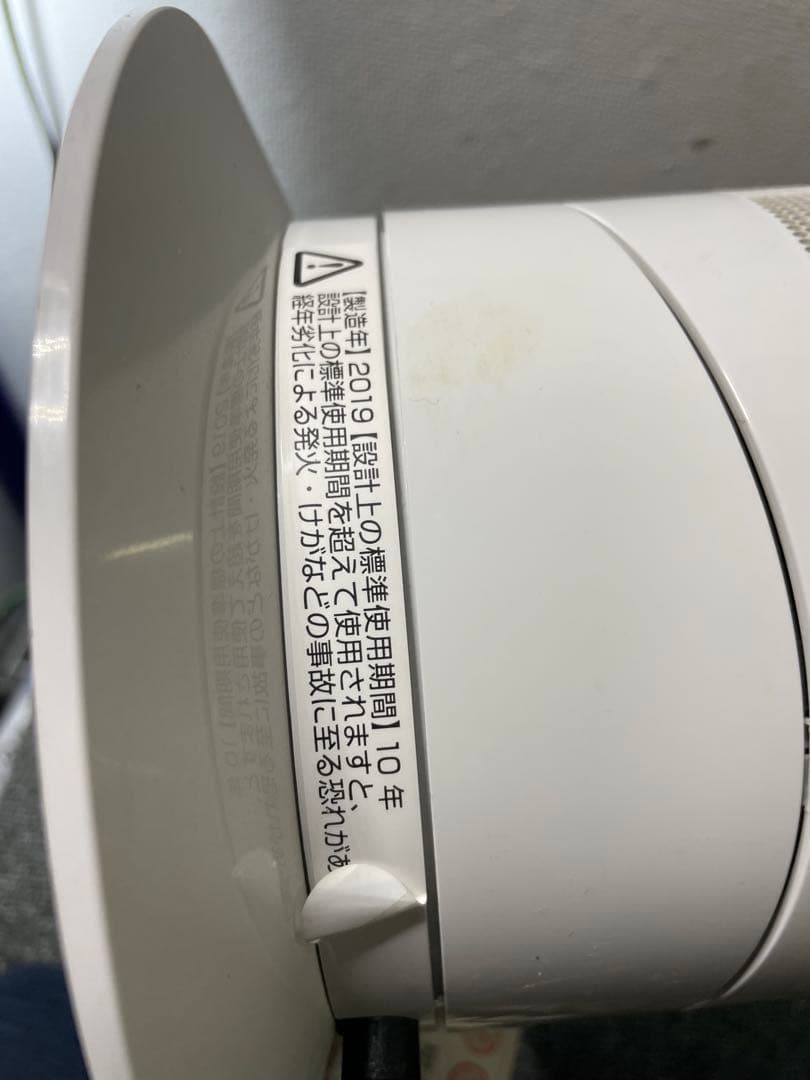 【製造年】2019【設計上の標準使用期間】10年
設計上の標準使用期間を超えて使用されますと、
経年劣化による発火・けがなどの事故に至る恐れがあ